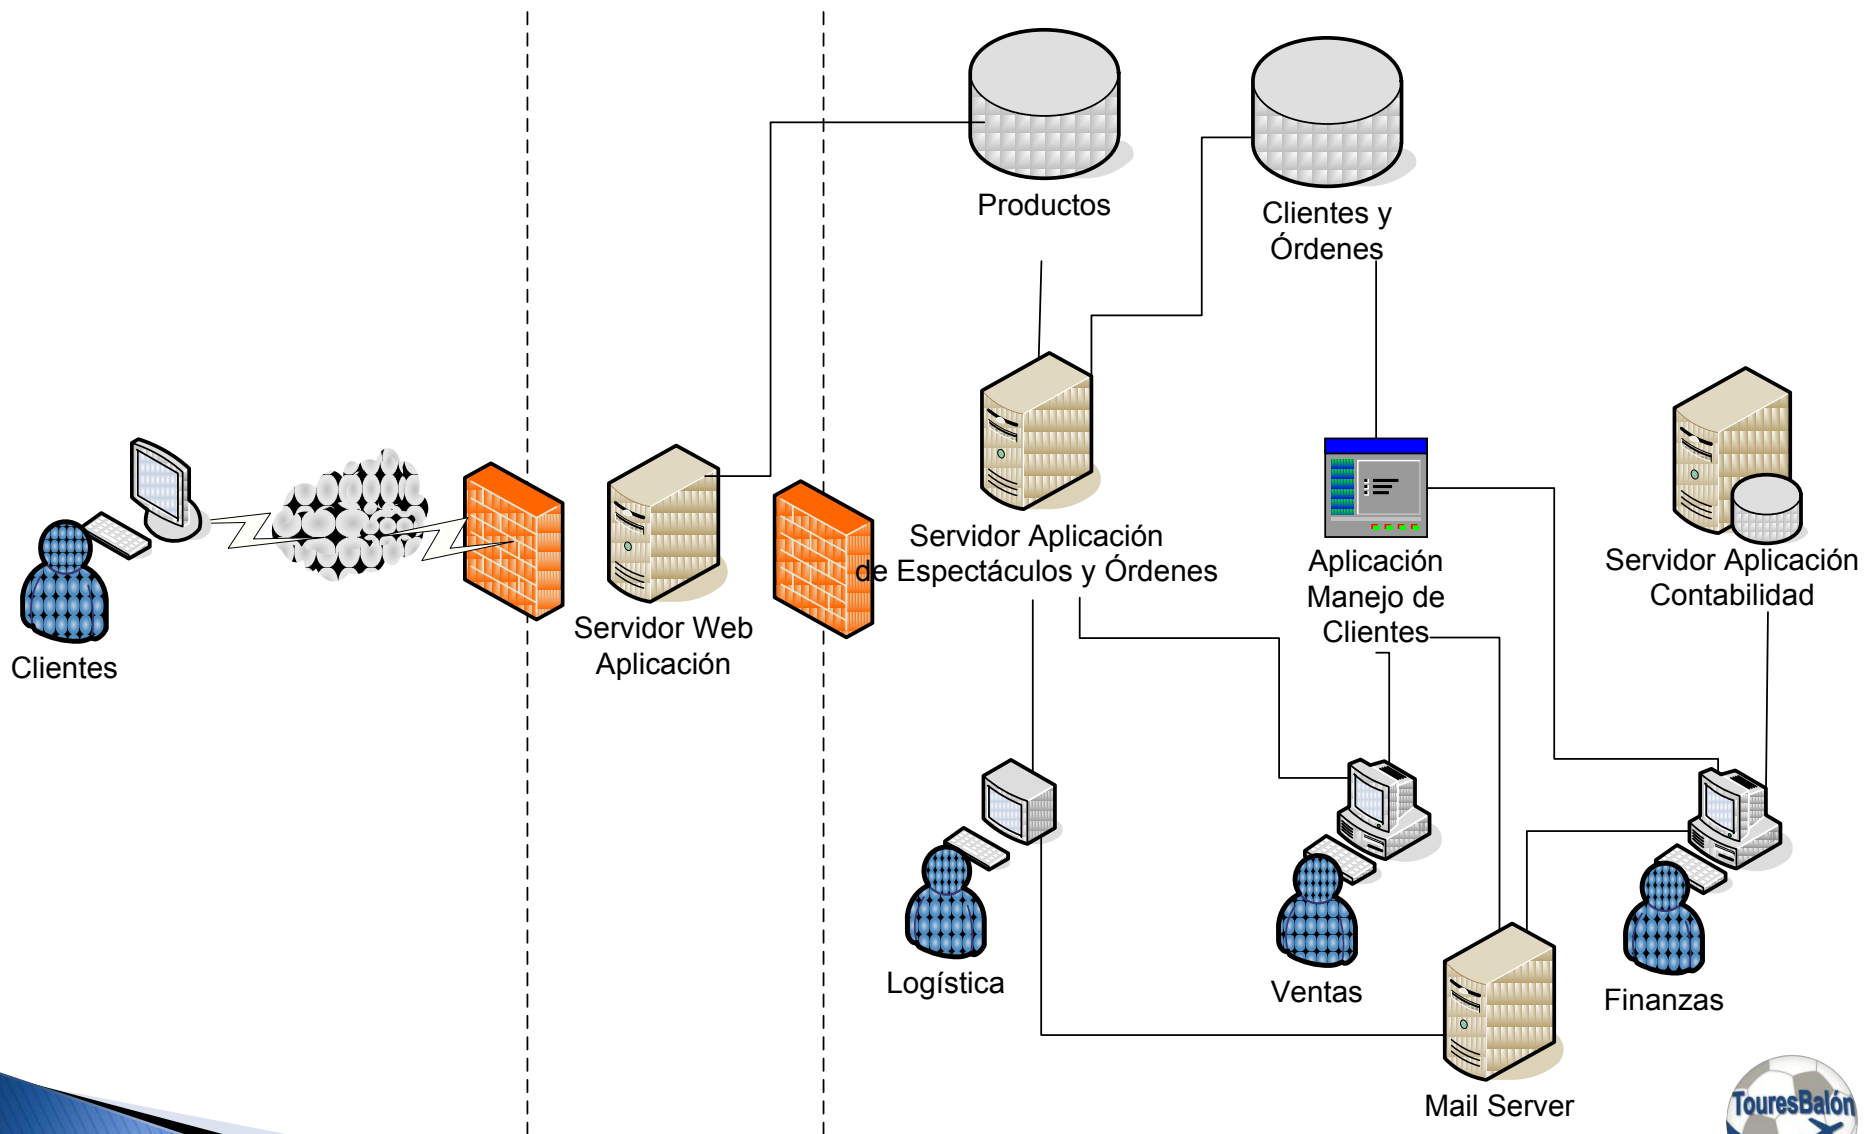 Productos
Clientes y
Órdenes
Servidor Aplicación
de Espectáculos y Órdenes
Aplicación
Manejo de
Clientes
Servidor Aplicación
Contabilidad
Servidor Web
Aplicación
Clientes
Logística
Ventas
Finanzas
Mail Server
TouresBalón